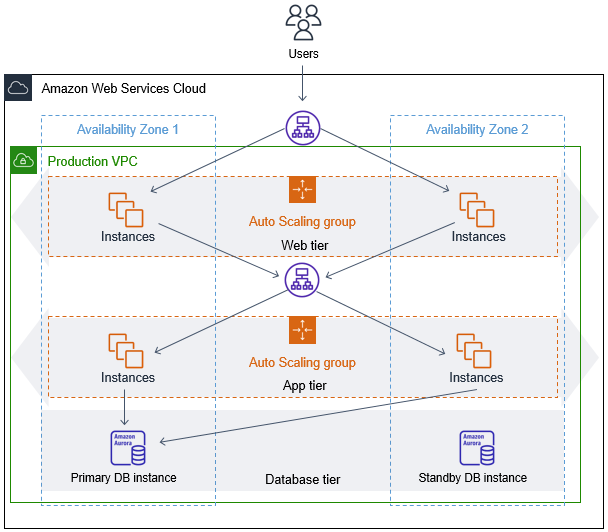 Users
Amazon Web Services Cloud
Availability Zone 1
Availability Zone 2
Production VPC
Auto Scaling group
Instances
Instances
Web tier
Auto Scaling group
Instances
Instances
App tier
Amazon
Aurora
Amazon
Aurora
Primary DB instance
Database tier
Standby DB instance